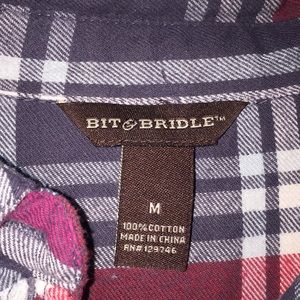 BIT & BRIDLE™
M
100% COTTON
MADE IN CHINA
RN# 129746